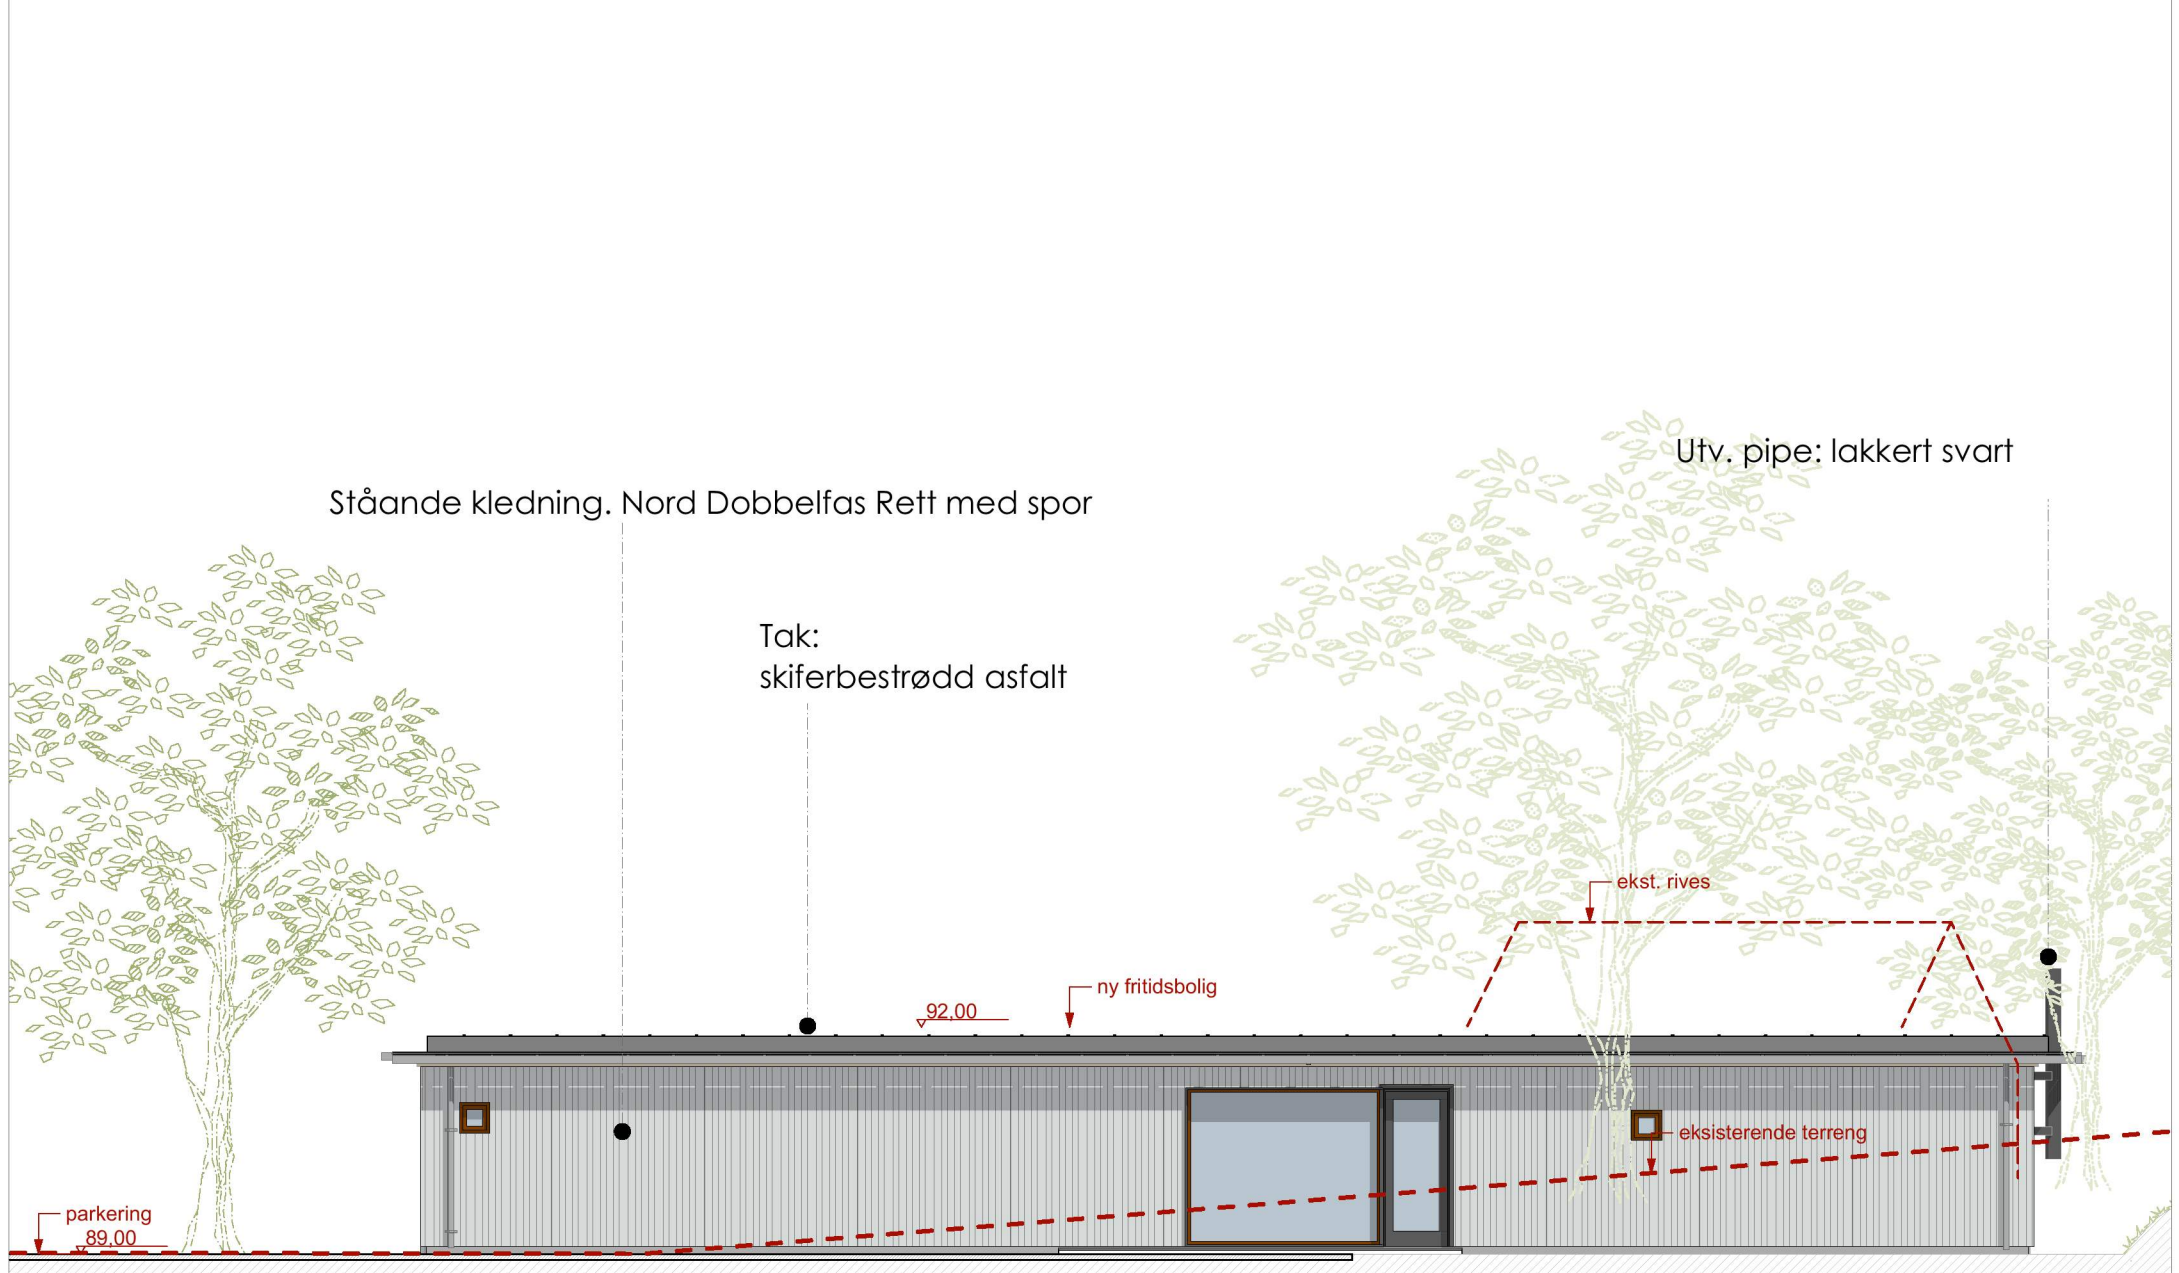 Utv. pipe: lakkert svart
Ståande kledning. Nord Dobbelfas Rett med spor
Tak:
skiferbestrødd asfalt
ekst. rives
ny fritidsbolig
92,00
eksisterende terreng
parkering
89,00